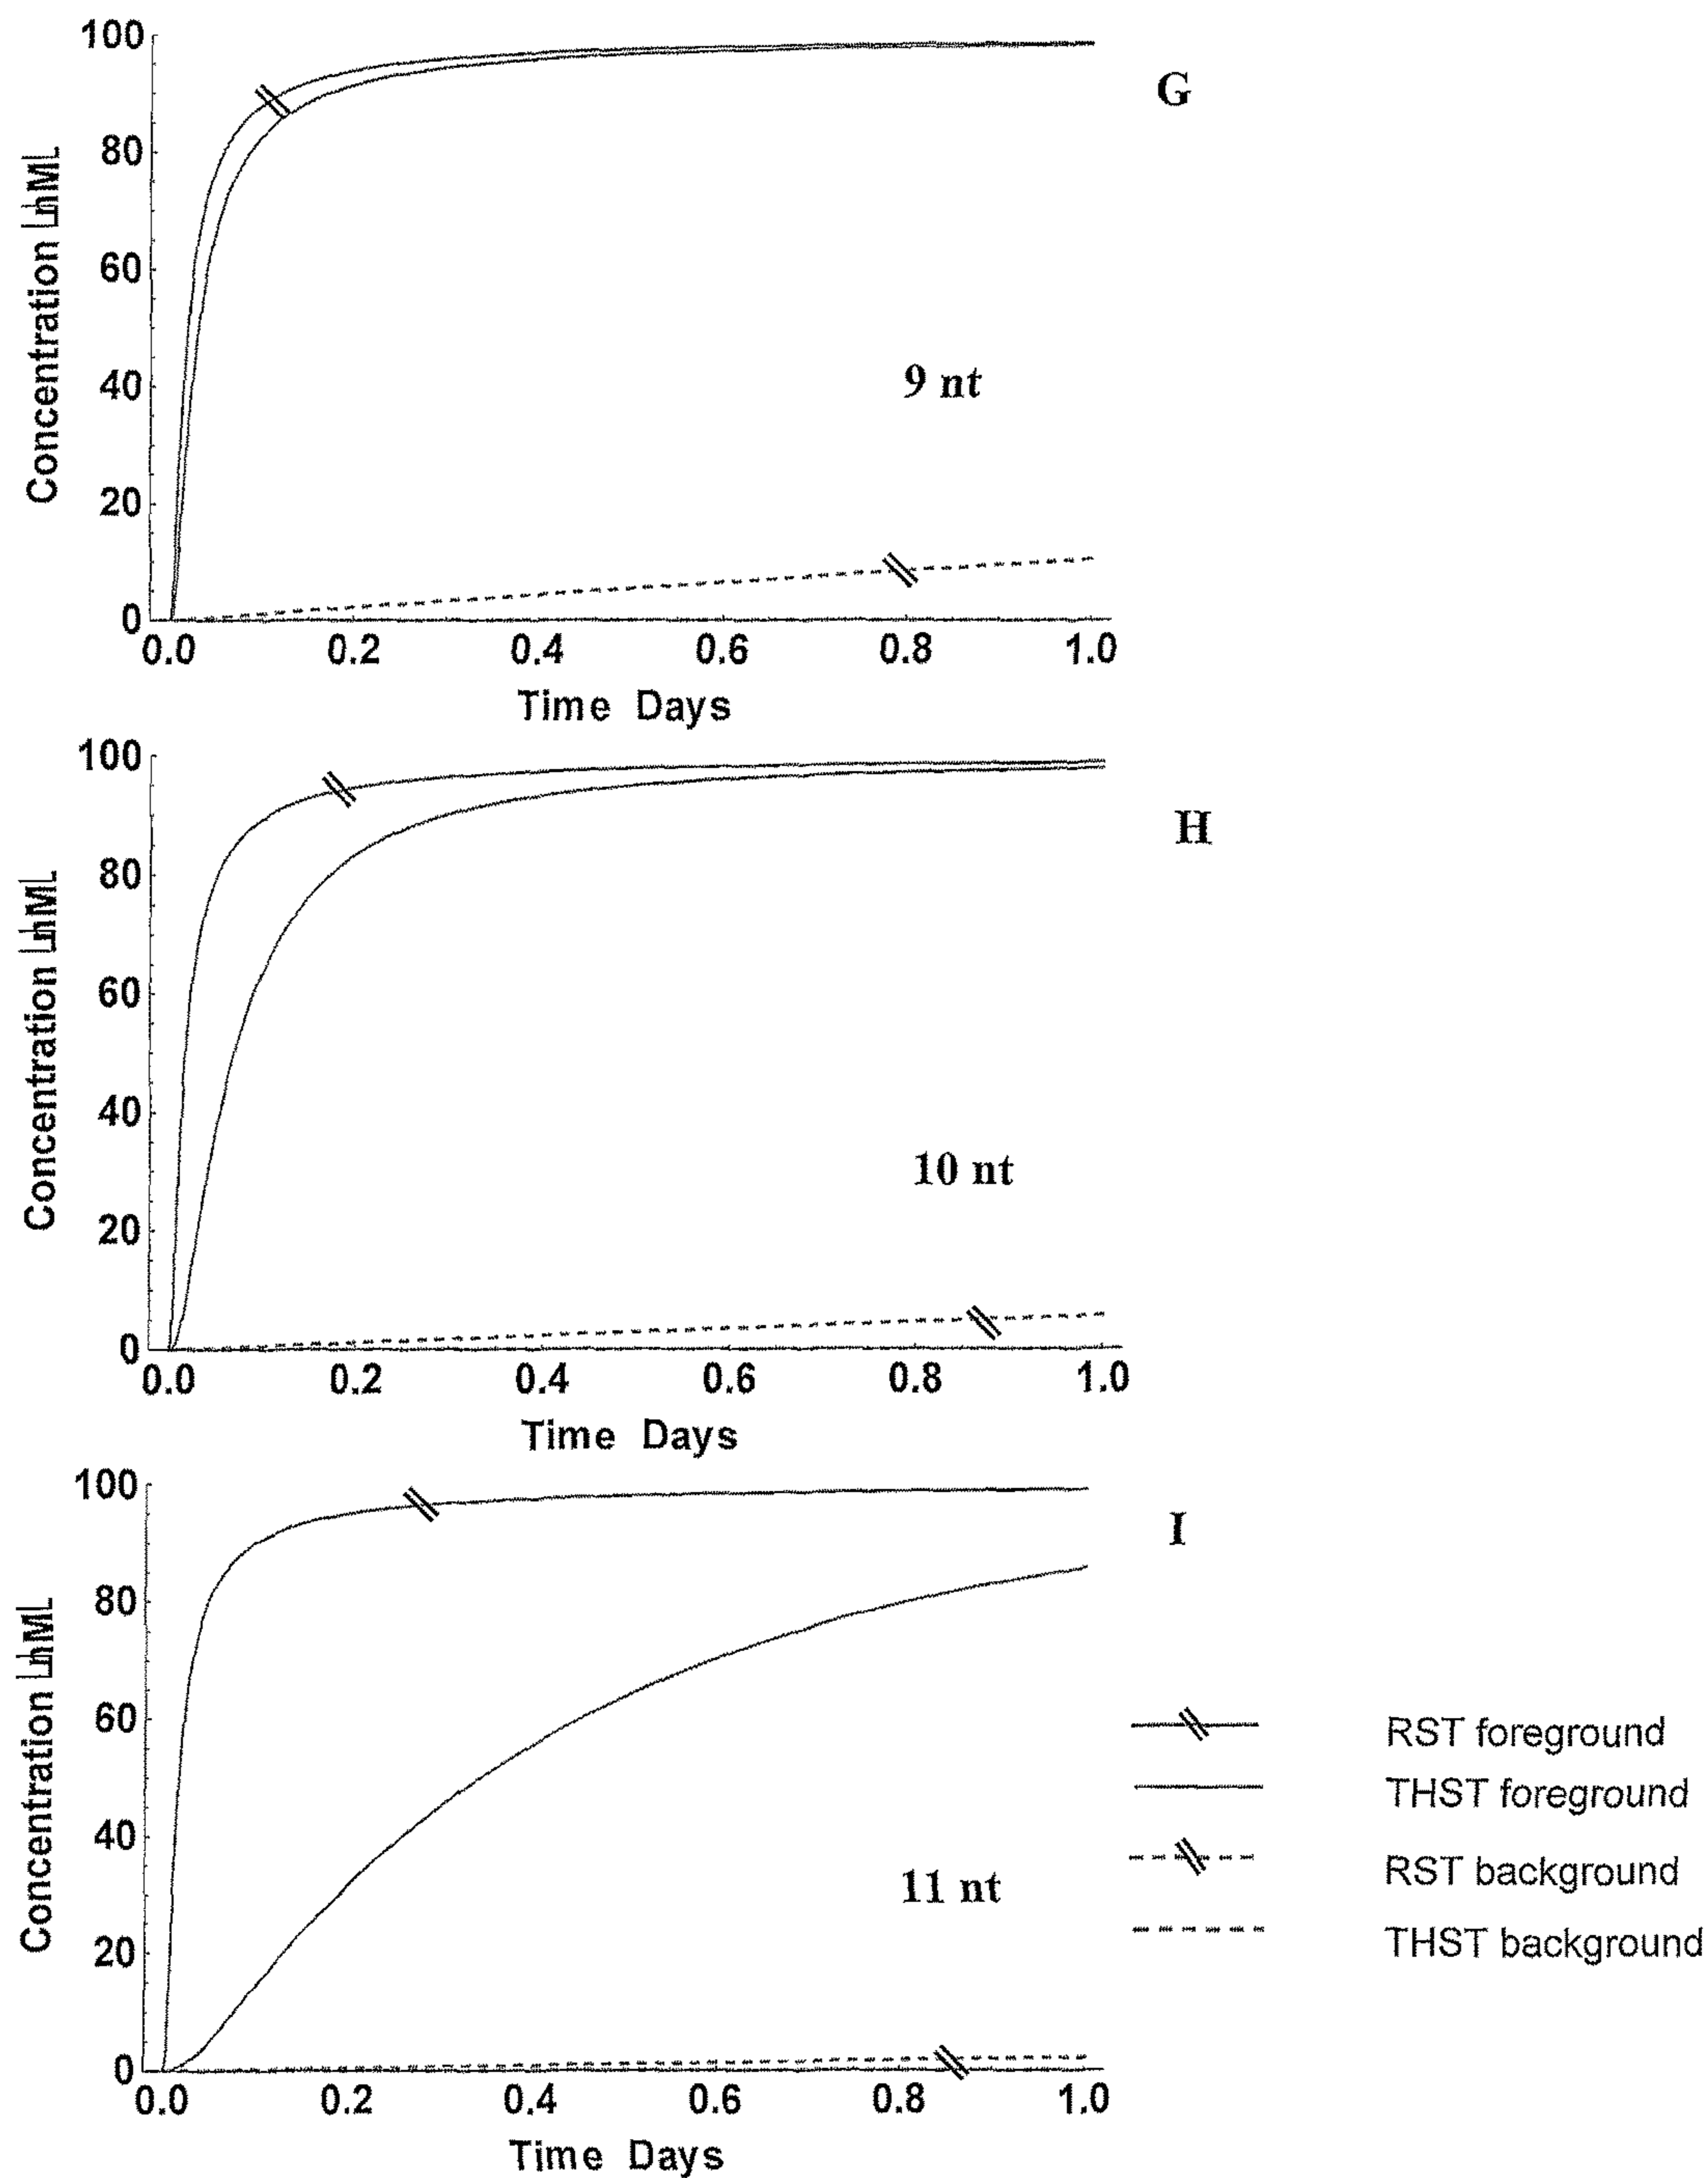 100
G
80
60
40
9 nt
20
0
0.0 0.2 0.4 0.6 0.8 1.0
Time Days
Concentration
100
H
80
60
40
10 nt
20
0
0.0 0.2 0.4 0.6 0.8 1.0
Time Days
Concentration
100
I
80
60
40
11 nt
20
0
0.0 0.2 0.4 0.6 0.8 1.0
Time Days
Concentration
RST foreground
THST foreground
RST background
THST background